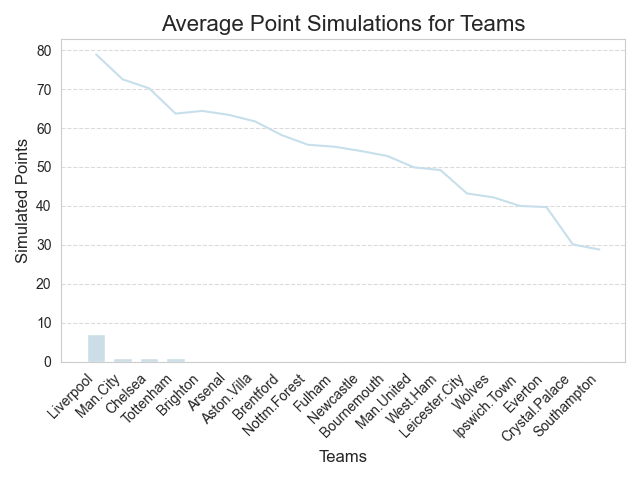 Average Point Simulations for Teams
80
70
60
50
40
30
20
10
0
Simulated Points
Liverpool
Man.City
Chelsea
Tottenham
Brighton
Arsenal
Aston.Villa
Brentford
Nottm.Forest
Fulham
Newcastle
Bournemouth
Man.United
West.Ham
Leicester.City
Wolves
Ipswich.Town
Everton
Crystal.Palace
Southampton
Teams